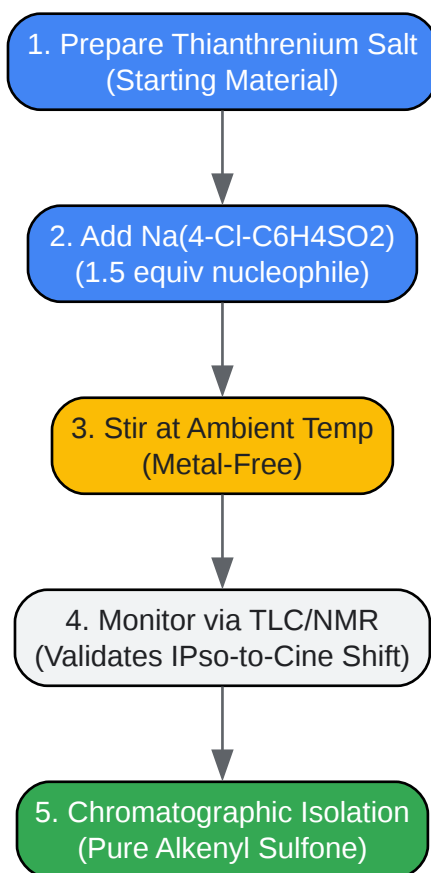 1. Prepare Thianthrenium Salt
(Starting Material)
2. Add Na(4-Cl-C6H4SO2)
(1.5 equiv nucleophile)
3. Stir at Ambient Temp
(Metal-Free)
4. Monitor via TLC/NMR
(Validates IPso-to-Cine Shift)
5. Chromatographic Isolation
(Pure Alkenyl Sulfone)